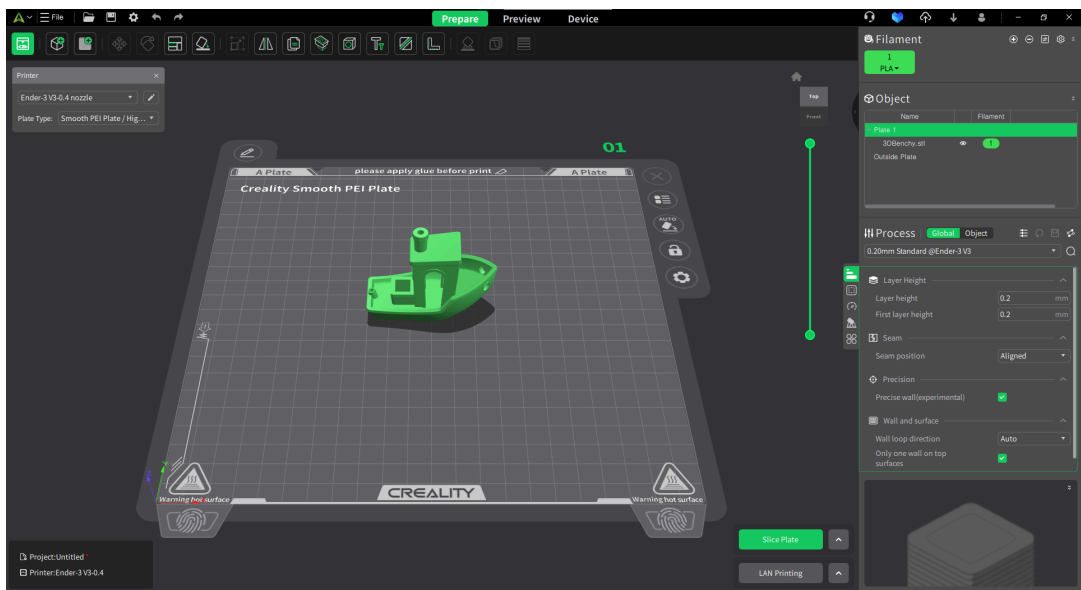 File
Prepare
Preview
Device
Printer
Ender-3 V3-0.4 nozzle
Plate Type:
Smooth PEI Plate / Hig...
01
A Plate
please apply glue before print
A Plate
Creality Smooth PEI Plate
AUTO
Warning hot surface
CREALITY
Warning hot surface
Top
Front
Project:Untitled *
Printer:Ender-3 V3-0.4
Slice Plate
LAN Printing
Filament
1
PLA
Object
Name
Filament
Plate 1
3DBenchy.stl
1
Outside Plate
Process
Global
Object
0.20mm Standard @Ender-3 V3
Layer Height
Layer height
0.2
mm
First layer height
0.2
mm
Seam
Seam position
Aligned
Precision
Precise wall(experimental)
Wall and surface
Wall loop direction
Auto
Only one wall on top
surfaces